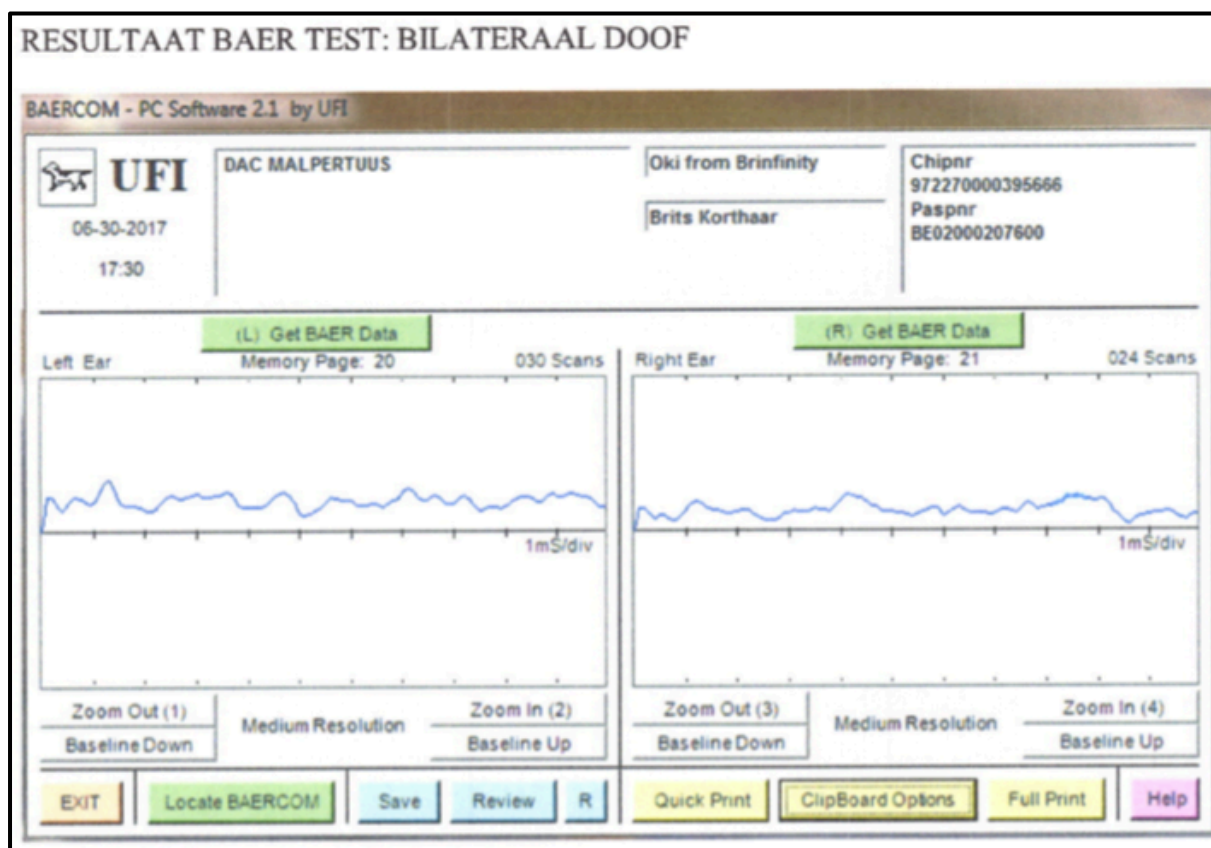 RESULTAAT BAER TEST: BILATERAAL DOOF
BAERCOM - PC Software 2.1 by UFI
UFI
06-30-2017
17:30
DAC MALPERTUUS
Oki from Brinfinity
Brits Korthaar
Chipnr
972270000395666
Paspnr
BE02000207600
(L) Get BAER Data
Left Ear Memory Page: 20 030 Scans
1mS/div
Zoom Out (1)
Baseline Down
Medium Resolution
Zoom In (2)
Baseline Up
(R) Get BAER Data
Right Ear Memory Page: 21 024 Scans
1mS/div
Zoom Out (3)
Baseline Down
Medium Resolution
Zoom In (4)
Baseline Up
EXIT Locate BAERCOM Save Review R Quick Print ClipBoard Options Full Print Help